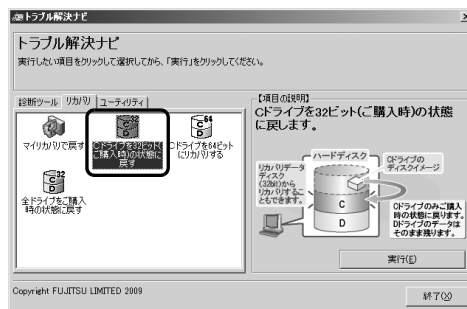 トラブル解決ナビ
トラブル解決ナビ
実行したい項目をクリックして選択してから、「実行」をクリックしてください。
診断ツール リカバリ ユーティリティ
マイリカバリで戻す
Cドライブを32ビット(ご購入時)の状態に戻す
Cドライブを64ビットにリカバリする
全ドライブをご購入時の状態に戻す
【項目の説明】
Cドライブを32ビット(ご購入時)の状態
に戻します。
ハードディスク
Cドライブの
ディスクイメージ
リカバリデータ
ディスク
(32bit)から
リカバリするこ
ともできます。
C
D
Cドライブのみご購入
時の状態に戻ります。
Dドライブのデータは
そのまま残ります。
実行(E)
Copyright FUJITSU LIMITED 2009
終了(X)